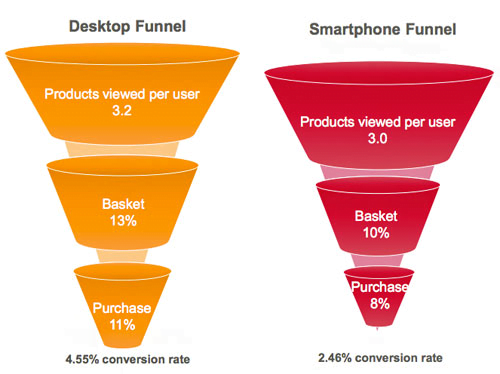 Desktop Funnel
Products viewed per user
3.2
Basket
13%
Purchase
11%
4.55% conversion rate
Smartphone Funnel
Products viewed per user
3.0
Basket
10%
Purchase
8%
2.46% conversion rate